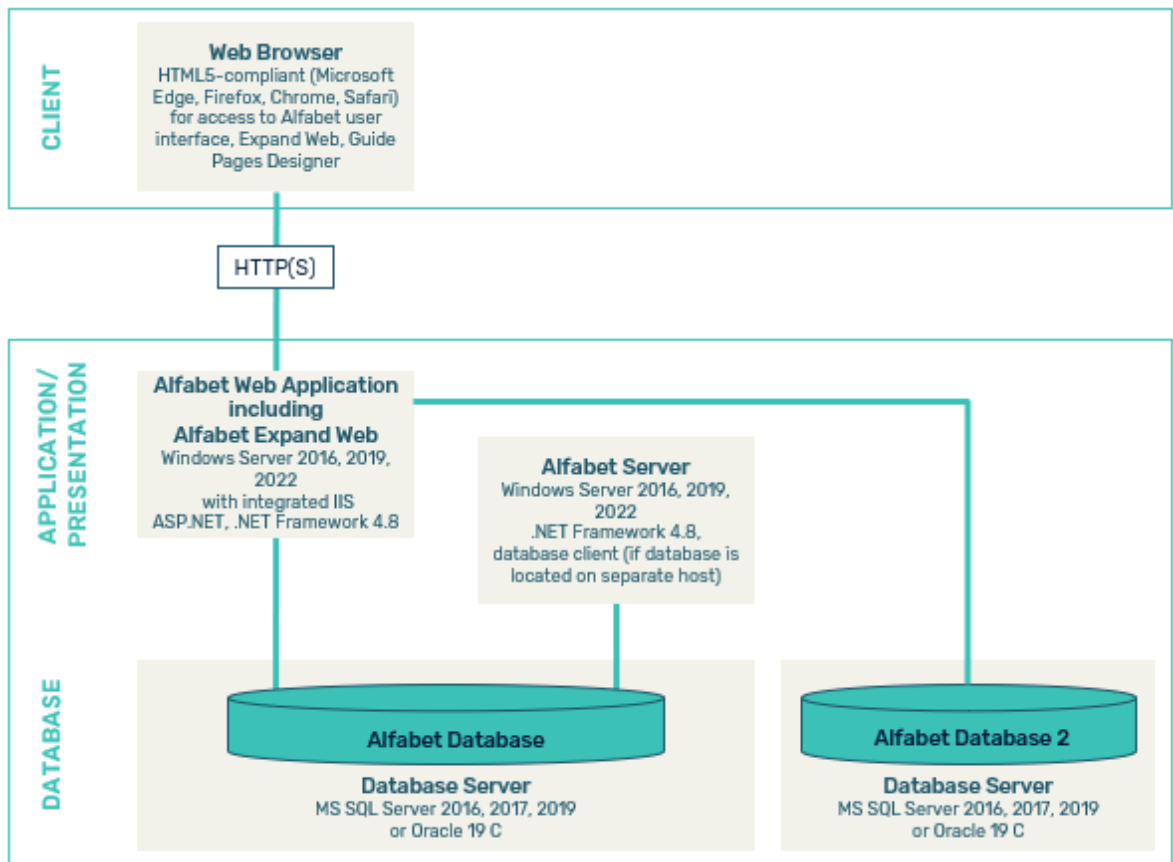 CLIENT
Web Browser
HTML5-compliant (Microsoft
Edge, Firefox, Chrome, Safari)
for access to Alfabet user
interface, Expand Web, Guide
Pages Designer
HTTP(S)
APPLICATION/
PRESENTATION
Alfabet Web Application
including
Alfabet Expand Web
Windows Server 2016, 2019,
2022
with integrated IIS
ASP.NET, .NET Framework 4.8
Alfabet Server
Windows Server 2016, 2019,
2022
.NET Framework 4.8,
database client (if database is
located on separate host)
DATABASE
Alfabet Database
Database Server
MS SQL Server 2016, 2017, 2019
or Oracle 19 C
Alfabet Database 2
Database Server
MS SQL Server 2016, 2017, 2019
or Oracle 19 C